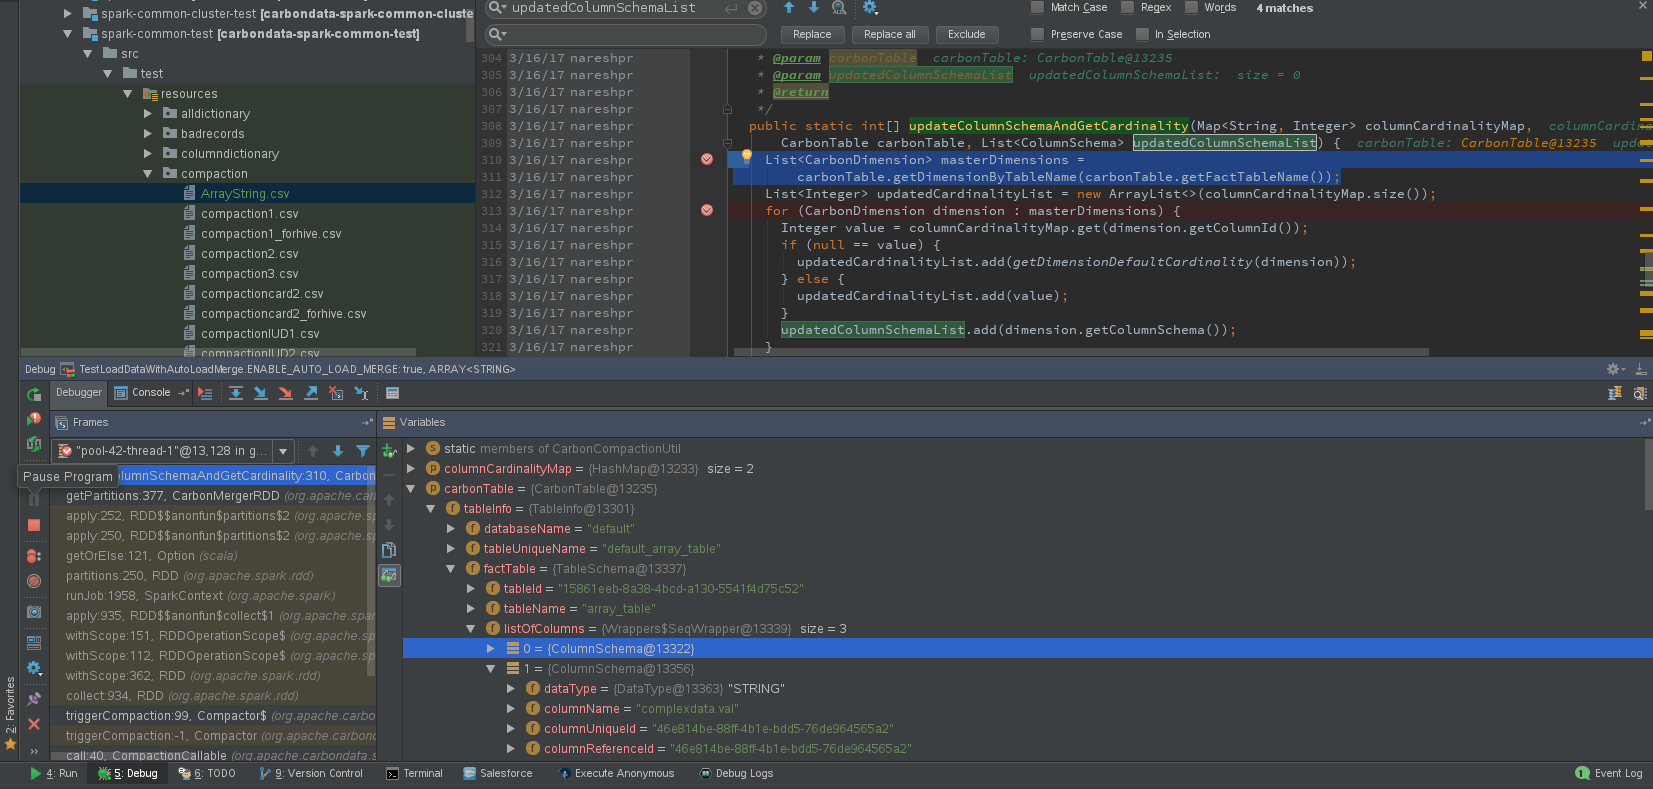 spark-common-cluster-test [carbondata-spark-common-cluste
spark-common-test [carbondata-spark-common-test]
src
test
resources
alldictionary
badrecords
columndictionary
compaction
ArrayString.csv
compaction1.csv
compaction1_forhive.csv
compaction2.csv
compaction3.csv
compactioncard2.csv
compactioncard2_forhive.csv
compactionIUD1.csv
compactionIUD2.csv
updatedColumnSchemaList
Match Case Regex Words 4 matches
Replace Replace all Exclude Preserve Case In Selection
304 3/16/17 nareshpr * @param carbonTable carbonTable: CarbonTable@13235
305 3/16/17 nareshpr * @param updatedColumnSchemaList updatedColumnSchemaList: size = 0
306 3/16/17 nareshpr * @return
307 3/16/17 nareshpr */
308 3/16/17 nareshpr public static int[] updateColumnSchemaAndGetCardinality(Map<String, Integer> columnCardinalityMap, columnCardina
309 3/16/17 nareshpr CarbonTable carbonTable, List<ColumnSchema> updatedColumnSchemaList) { carbonTable: CarbonTable@13235 upda
310 3/16/17 nareshpr List<CarbonDimension> masterDimensions =
311 3/16/17 nareshpr carbonTable.getDimensionByTableName(carbonTable.getFactTableName());
312 3/16/17 nareshpr List<Integer> updatedCardinalityList = new ArrayList<>(columnCardinalityMap.size());
313 3/16/17 nareshpr for (CarbonDimension dimension : masterDimensions) {
314 3/16/17 nareshpr Integer value = columnCardinalityMap.get(dimension.getColumnId());
315 3/16/17 nareshpr if (null == value) {
316 3/16/17 nareshpr updatedCardinalityList.add(getDimensionDefaultCardinality(dimension));
317 3/16/17 nareshpr } else {
318 3/16/17 nareshpr updatedCardinalityList.add(value);
319 3/16/17 nareshpr }
320 3/16/17 nareshpr updatedColumnSchemaList.add(dimension.getColumnSchema());
321 3/16/17 nareshpr }
Debug TestLoadDataWithAutoLoadMerge.ENABLE_AUTO_LOAD_MERGE: true, ARRAY<STRING>
Debugger Console
Frames
"pool-42-thread-1"@13,128 in g...
Pause Program
lumnSchemaAndGetCardinality:310, Carbon
getPartitions:377, CarbonMergerRDD (org.apache.car
apply:252, RDD$$anonfun$partitions$2 (org.apache.sp
apply:250, RDD$$anonfun$partitions$2 (org.apache.sp
getOrElse:121, Option (scala)
partitions:250, RDD (org.apache.spark.rdd)
runJob:1958, SparkContext (org.apache.spark)
apply:935, RDD$$anonfun$collect$1 (org.apache.spar
withScope:151, RDDOperationScope$ (org.apache.spa
withScope:112, RDDOperationScope$ (org.apache.spa
withScope:362, RDD (org.apache.spark.rdd)
collect:934, RDD (org.apache.spark.rdd)
triggerCompaction:99, Compactor$ (org.apache.carbo
triggerCompaction:-1, Compactor (org.apache.carbond
call:40, CompactionCallable (org.apache.carbondata.s
Variables
static members of CarbonCompactionUtil
columnCardinalityMap = {HashMap@13233} size = 2
carbonTable = {CarbonTable@13235}
tableInfo = {TableInfo@13301}
databaseName = "default"
tableUniqueName = "default_array_table"
factTable = {TableSchema@13337}
tableId = "15861eeb-8a38-4bcd-a130-5541f4d75c52"
tableName = "array_table"
listOfColumns = {Wrappers$SeqWrapper@13339} size = 3
0 = {ColumnSchema@13322}
1 = {ColumnSchema@13356}
dataType = {DataType@13363} "STRING"
columnName = "complexdata.val"
columnUniqueId = "46e814be-88ff-4b1e-bdd5-76de964565a2"
columnReferenceId = "46e814be-88ff-4b1e-bdd5-76de964565a2"
2: Favorites
4: Run 5: Debug 6: TODO 9: Version Control Terminal Salesforce Execute Anonymous Debug Logs 1 Event Log